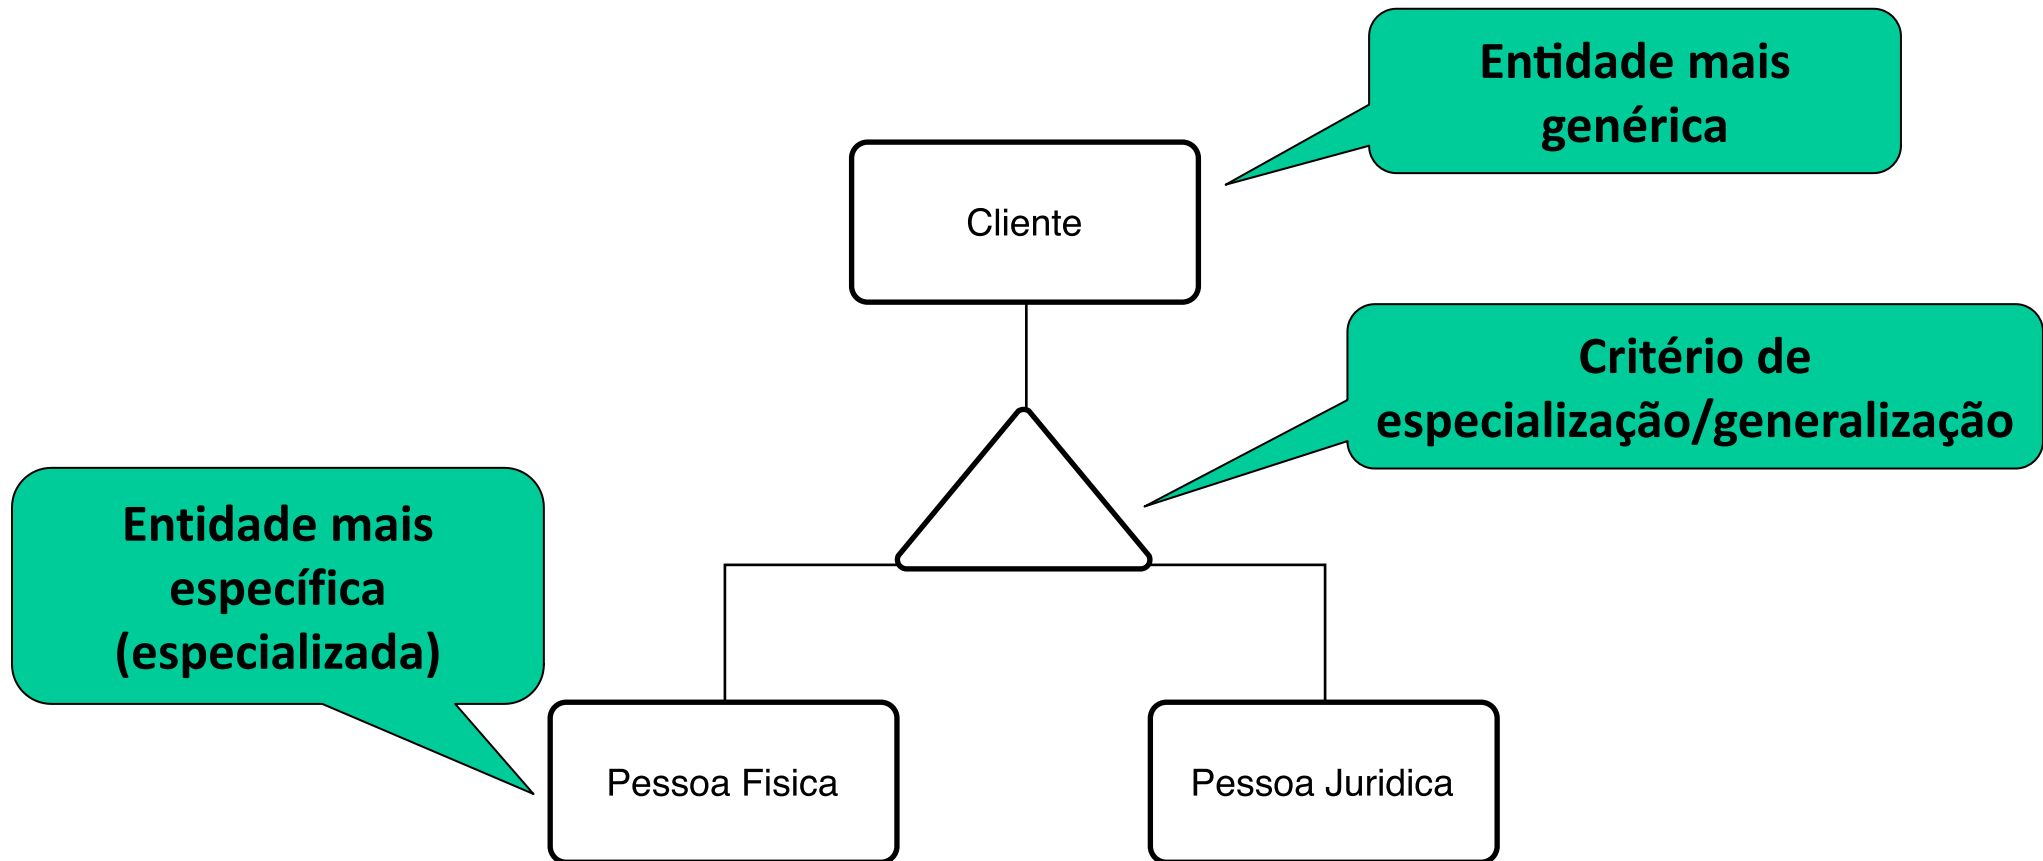 Entidade mais
genérica
Cliente
Critério de
especialização/generalização
Entidade mais
específica
(especializada)
Pessoa Fisica
Pessoa Juridica